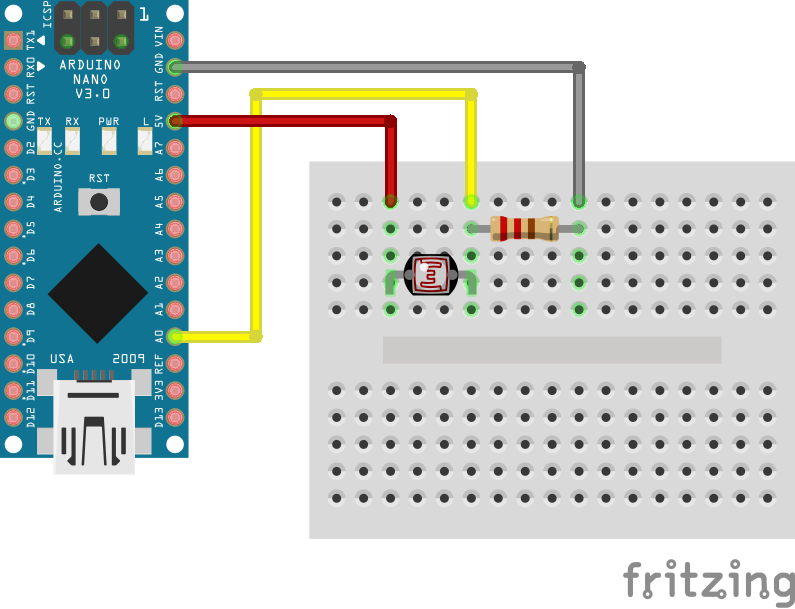 ICSP
1
ARDUINO
NANO
V3.0
TX1
RX0
RST
GND
D2
D3
D4
D5
D6
D7
D8
D9
D10
D11
D12
TX RX PWR L
ARDUINO.CC
RST
USA 2009
VIN
GND
RST
5V
A7
A6
A5
A4
A3
A2
A1
A0
REF
3V3
D13
fritzing